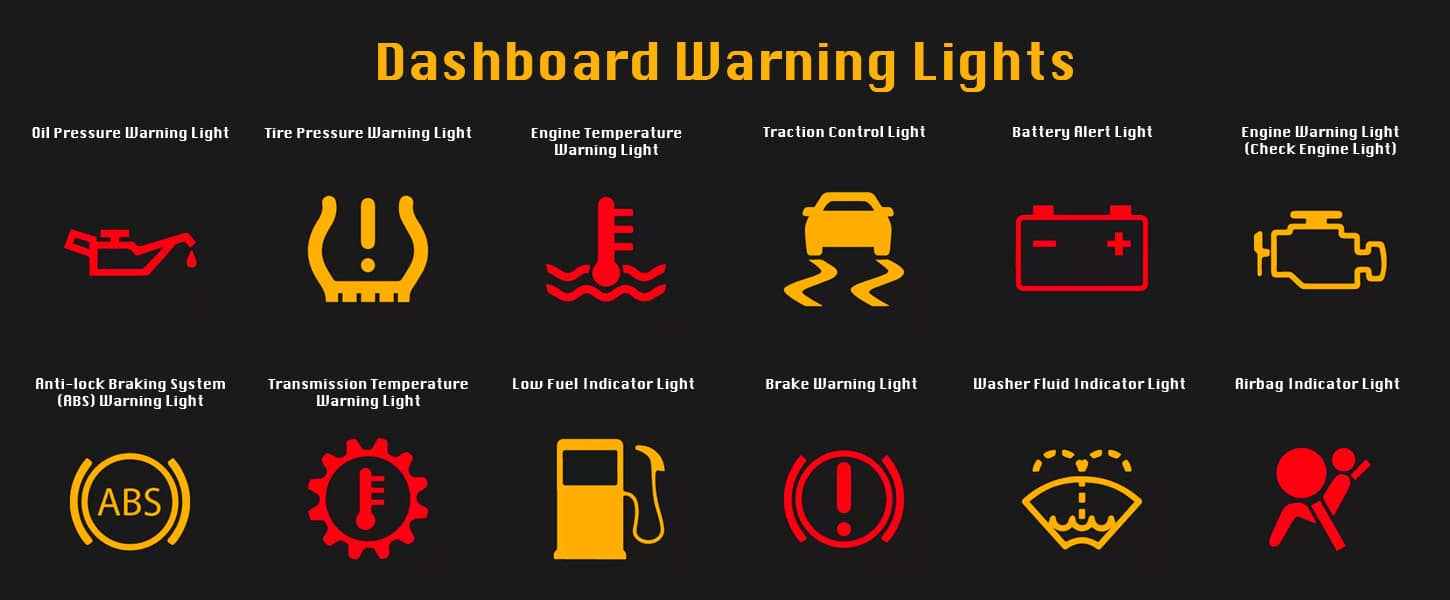 Dashboard Warning Lights
Oil Pressure Warning Light
Tire Pressure Warning Light
Engine Temperature
Warning Light
Traction Control Light
Battery Alert Light
Engine Warning Light
(Check Engine Light)
Anti-lock Braking System
(ABS) Warning Light
Transmission Temperature
Warning Light
Low Fuel Indicator Light
Brake Warning Light
Washer Fluid Indicator Light
Airbag Indicator Light
ABS